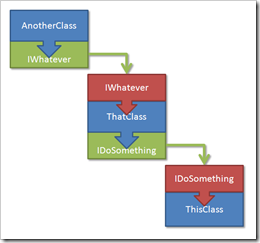 AnotherClass
IWhatever
IWhatever
ThatClass
IDoSomething
IDoSomething
ThisClass